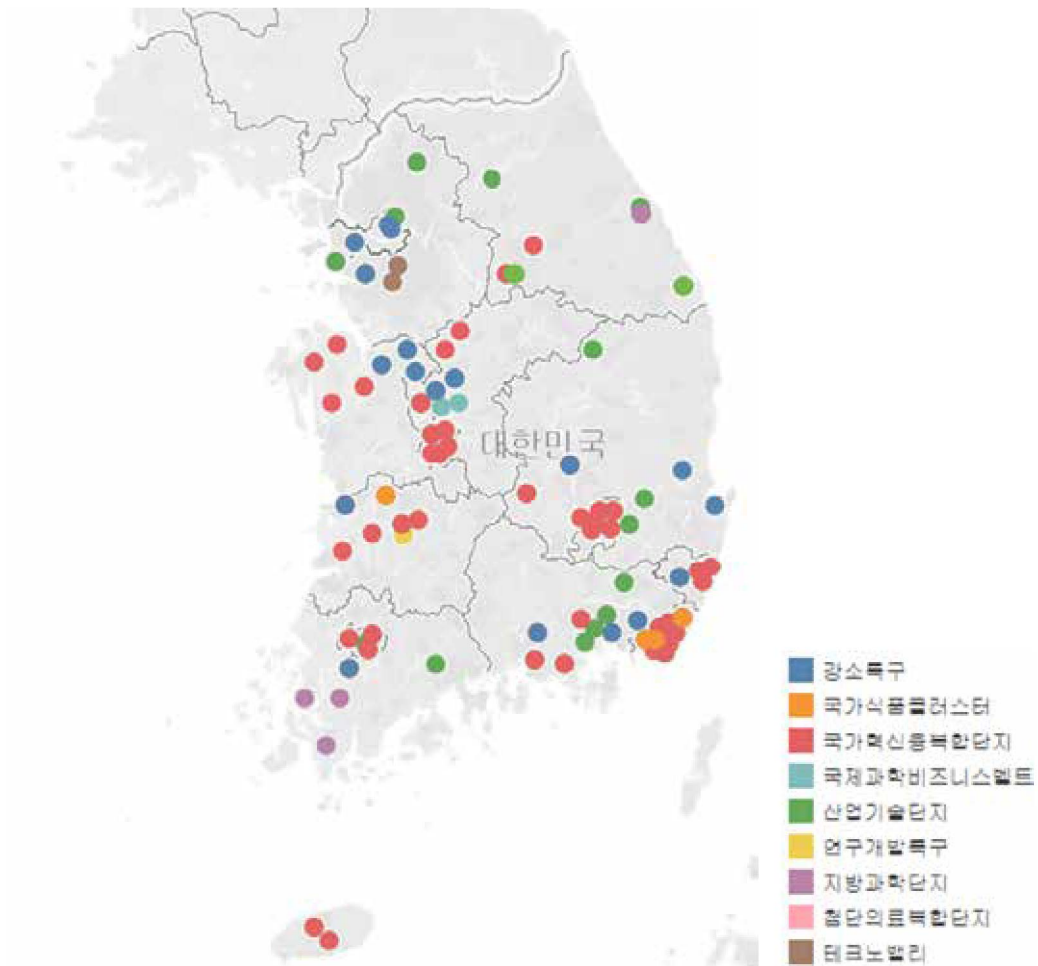 대한민국
강소특구
국가식품클러스터
국가혁신융복합단지
국제과학비즈니스벨트
산업기술단지
연구개발특구
지방과학단지
첨단의료복합단지
테크노밸리